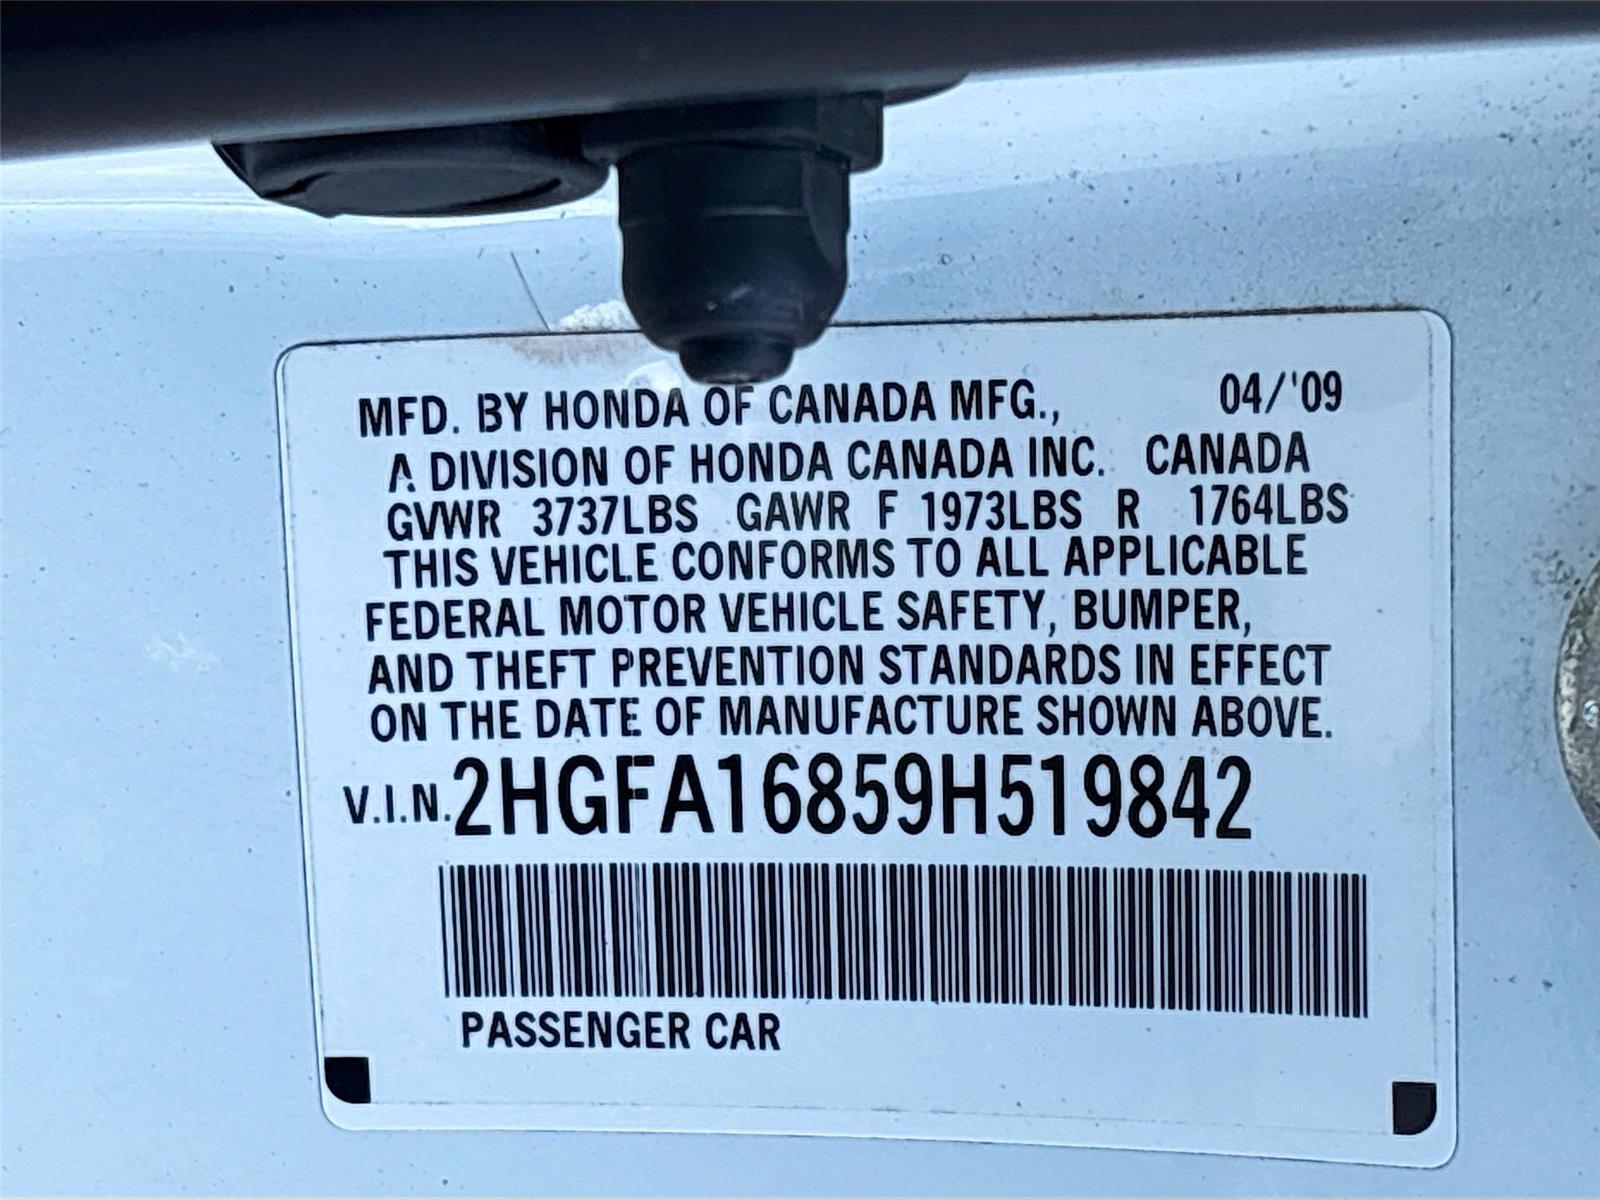 MFD. BY HONDA OF CANADA MFG., 04/'09
A DIVISION OF HONDA CANADA INC. CANADA
GVWR 3737LBS GAWR F 1973LBS R 1764LBS
THIS VEHICLE CONFORMS TO ALL APPLICABLE
FEDERAL MOTOR VEHICLE SAFETY, BUMPER,
AND THEFT PREVENTION STANDARDS IN EFFECT
ON THE DATE OF MANUFACTURE SHOWN ABOVE.
V.I.N. 2HGFA16859H519842
PASSENGER CAR